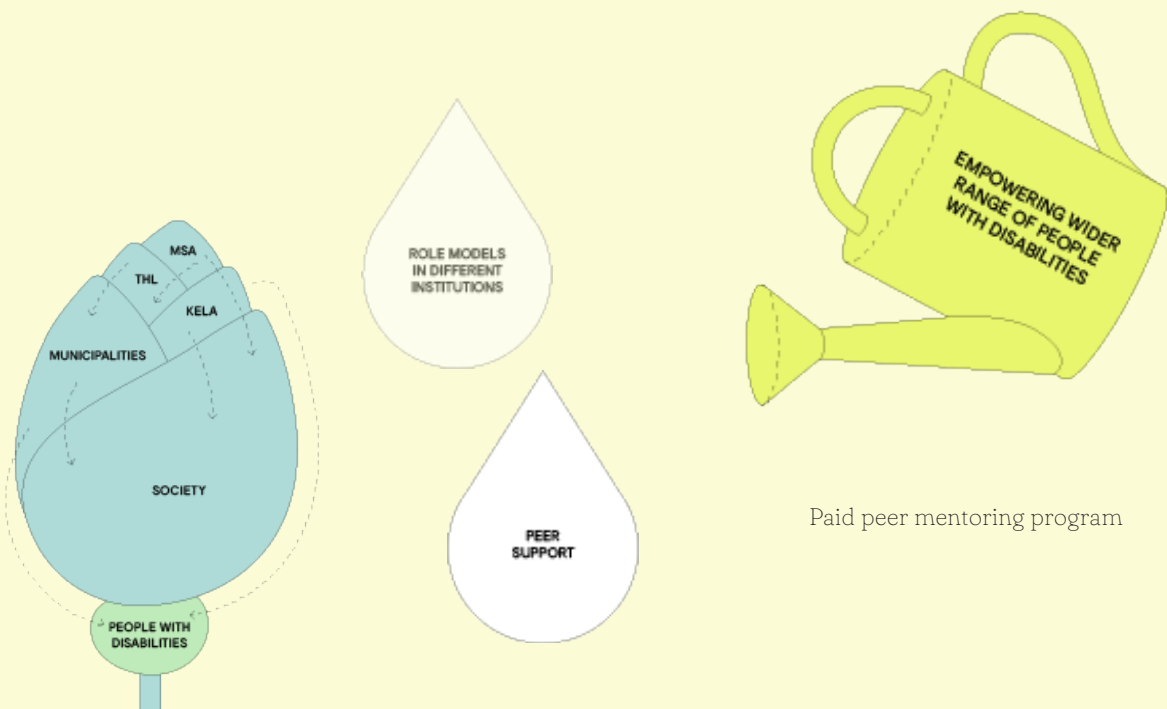 MSA
THL
KELA
MUNICIPALITIES
SOCIETY
PEOPLE WITH
DISABILITIES
ROLE MODELS
IN DIFFERENT
INSTITUTIONS
PEER
SUPPORT
EMPOWERING WIDER
RANGE OF PEOPLE
WITH DISABILITIES
Paid peer mentoring program